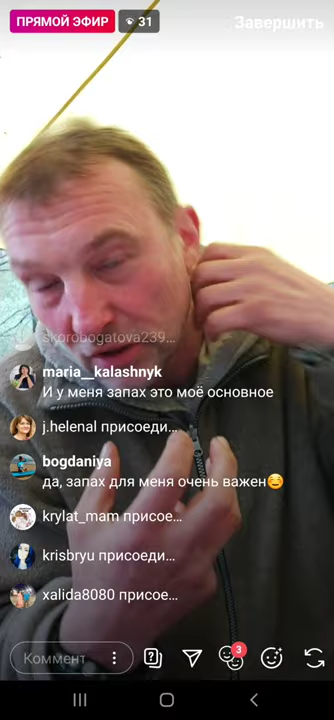 ПРЯМОЙ ЭФИР
31
Завершить
skorobogatova239...
maria__kalashnyk
И у меня запах это моё основное
j.helenal присоеди...
bogdaniya
да, запах для меня очень важен😊
krylat_mam присое...
krisbryu присоеди...
xalida8080 присое...
Коммент
3